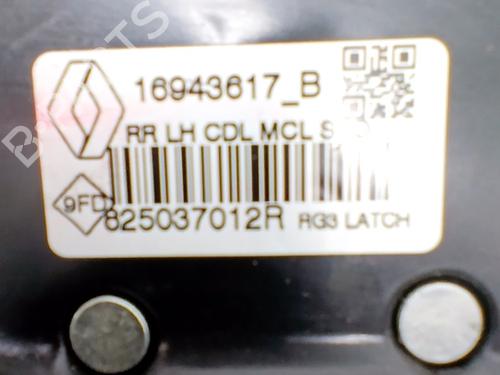 16943617_B
RR LH CDL MCL
9FD
825037012R RG3 LATCH